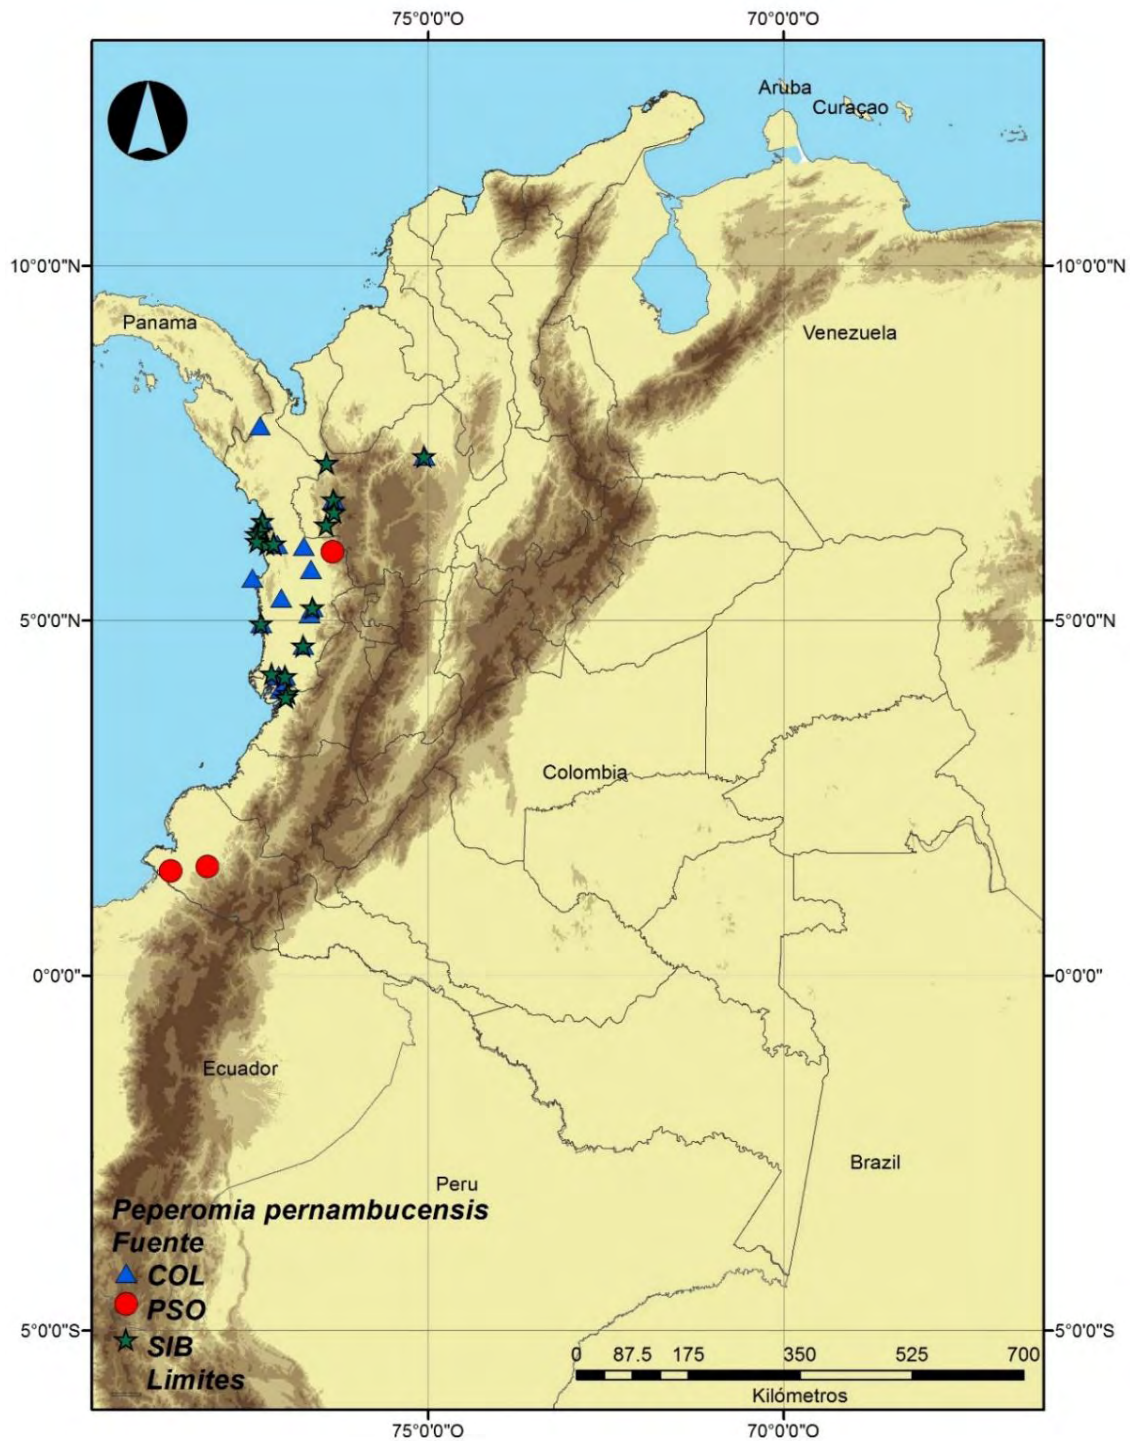 75°0'0"O 70°0'0"O
Aruba
Curaçao
10°0'0"N 10°0'0"N
Panama
Venezuela
5°0'0"N 5°0'0"N
Colombia
0°0'0" 0°0'0"
Ecuador
Brazil
Peru
Peperomia pernambucensis
Fuente
COL
PSO
5°0'0"S 5°0'0"S
SIB
0 87.5 175 350 525 700
Limites
Kilómetros
75°0'0"O 70°0'0"O